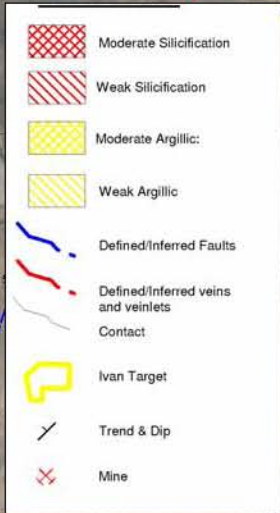 Moderate Silicification
Weak Silicification
Moderate Argillic:
Weak Argillic
Defined/Inferred Faults
Defined/Inferred veins
and veinlets
Contact
Ivan Target
Trend & Dip
Mine